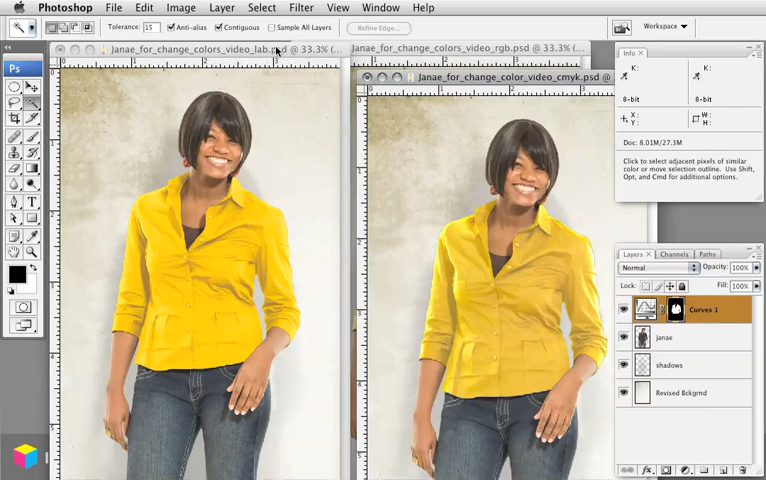 Photoshop File Edit Image Layer Select Filter View Window Help
Tolerance: 15 Anti-alias Contiguous Sample All Layers Refine Edge... Workspace
Janae_for_change_colors_video_lab.psd @ 33.3% (...
Janae_for_change_colors_video_rgb.psd @ 33.3% (...
Janae_for_change_color_video_cmyk.psd @
Ps
Info
K: K:
8-bit 8-bit
X: W:
Y: H:
Doc: 8.01M/27.3M
Click to select adjacent pixels of similar
color or move selection outline. Use Shift,
Opt, and Cmd for additional options.
Layers Channels Paths
Normal Opacity: 100%
Lock: Fill: 100%
Curves 1
janae
shadows
Revised Bckgrnd